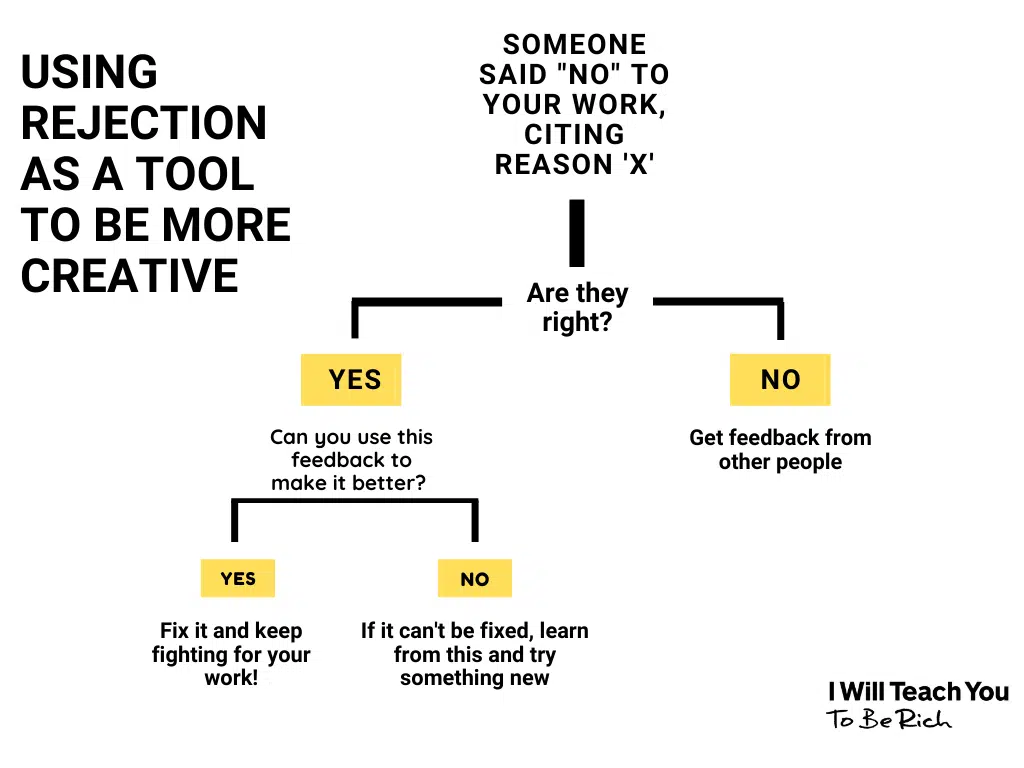 USING
REJECTION
AS A TOOL
TO BE MORE
CREATIVE
SOMEONE
SAID "NO" TO
YOUR WORK,
CITING
REASON 'X'
Are they
right?
YES
NO
Can you use this
feedback to
make it better?
Get feedback from
other people
YES
NO
Fix it and keep
fighting for your
work!
If it can't be fixed, learn
from this and try
something new
I Will Teach You
To Be Rich